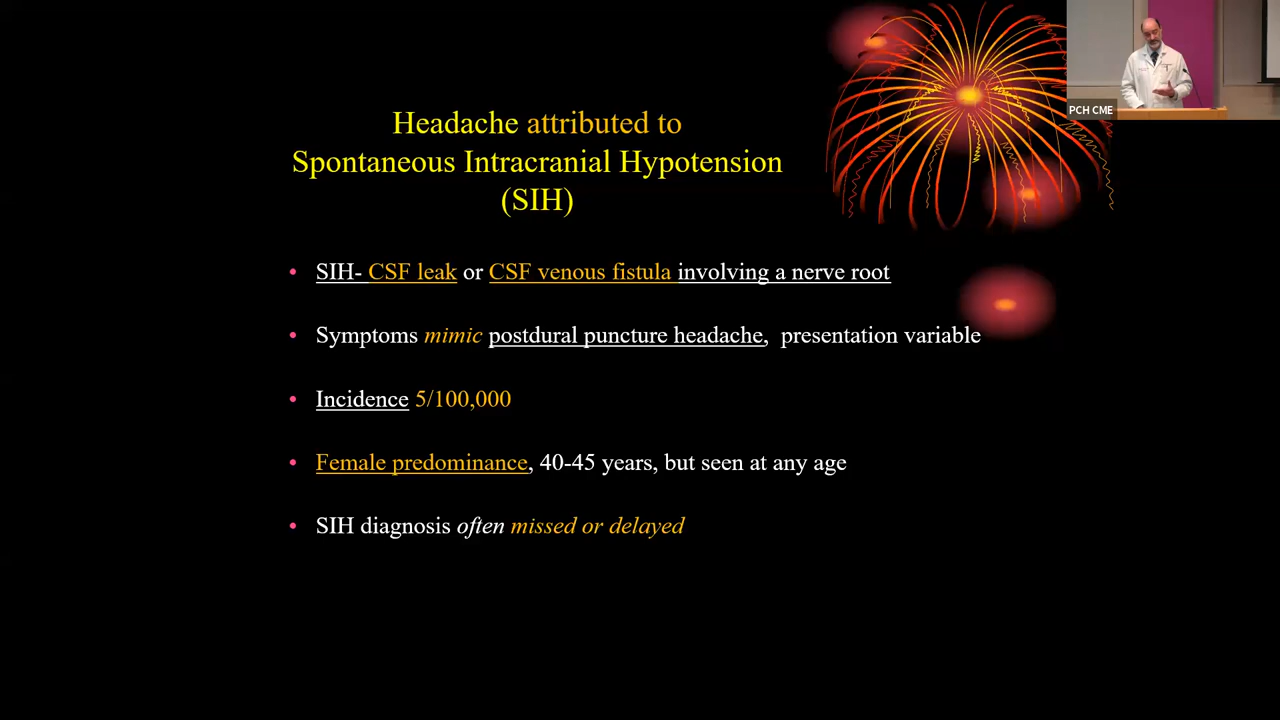 PCH CME
Headache attributed to
Spontaneous Intracranial Hypotension
(SIH)
• SIH- CSF leak or CSF venous fistula involving a nerve root
• Symptoms mimic postdural puncture headache,  presentation variable
• Incidence 5/100,000
• Female predominance, 40-45 years, but seen at any age
• SIH diagnosis often missed or delayed